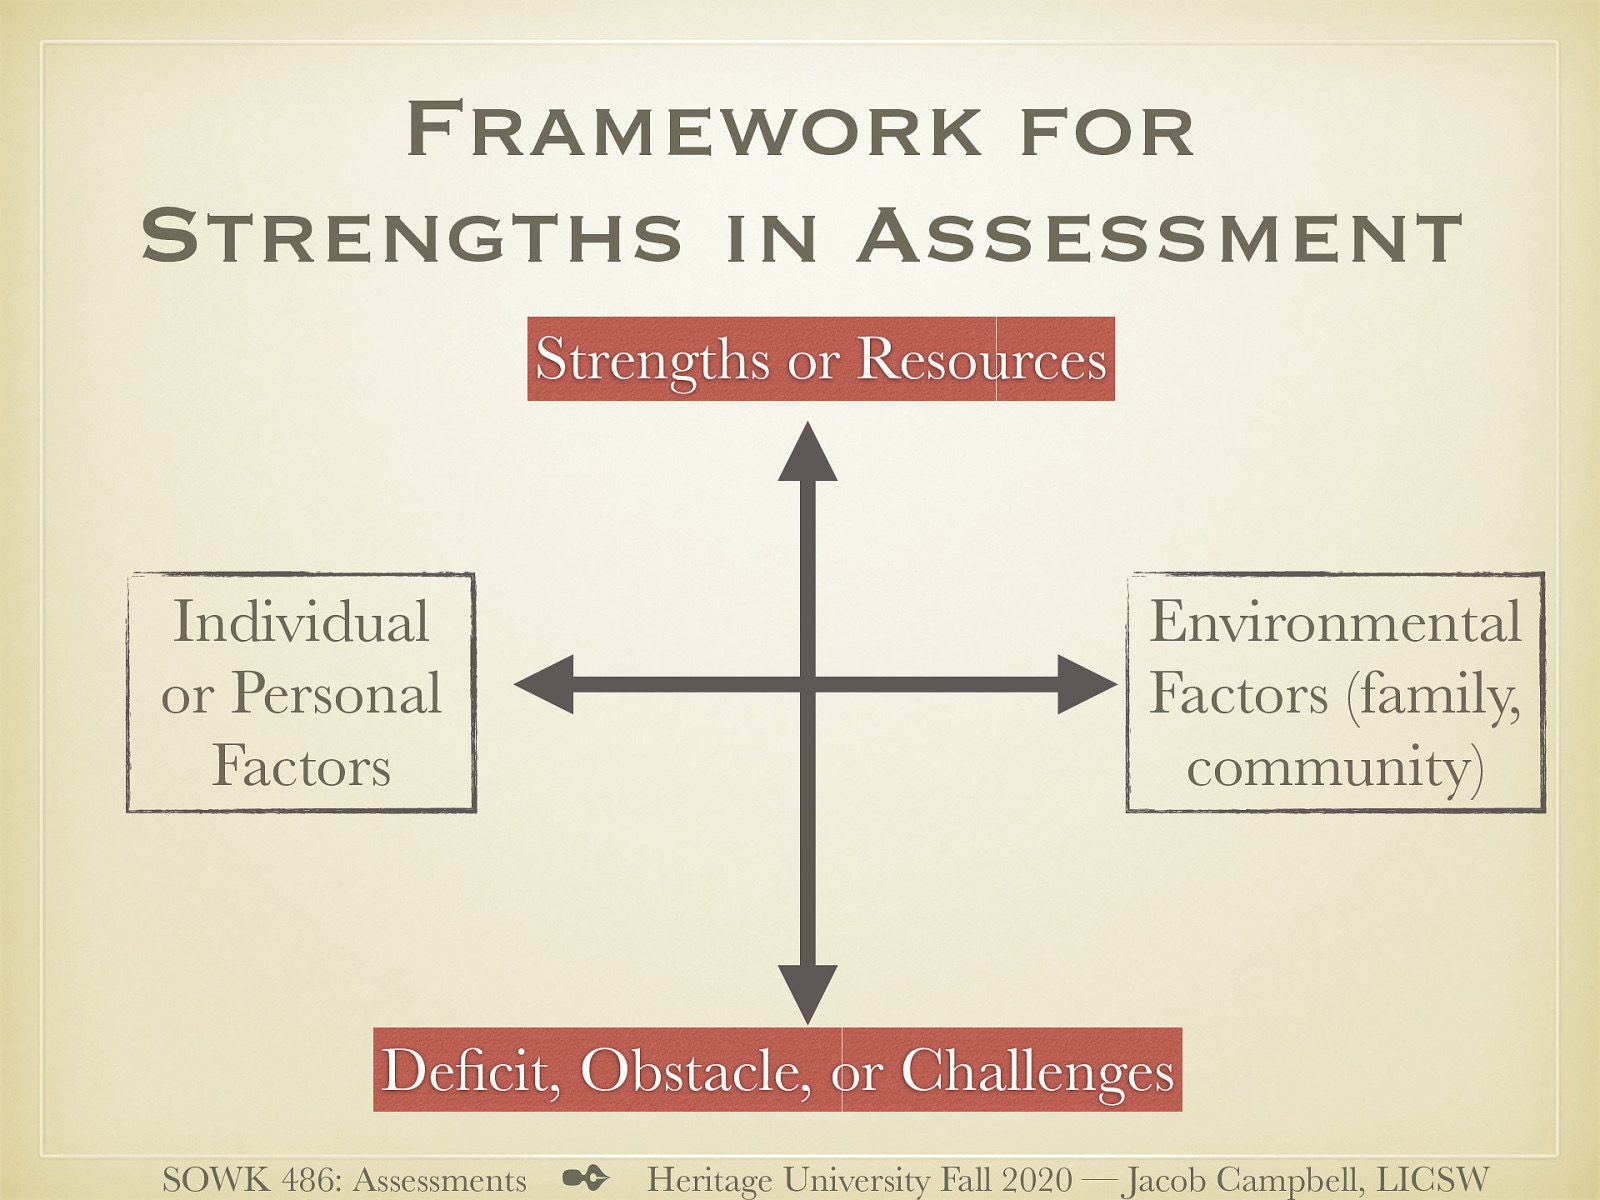 Framework for
Strengths in Assessment
Strengths or Resources
Individual
or Personal
Factors
Environmental
Factors (family,
community)
Deficit, Obstacle, or Challenges
SOWK 486: Assessments ✒ Heritage University Fall 2020 — Jacob Campbell, LICSW